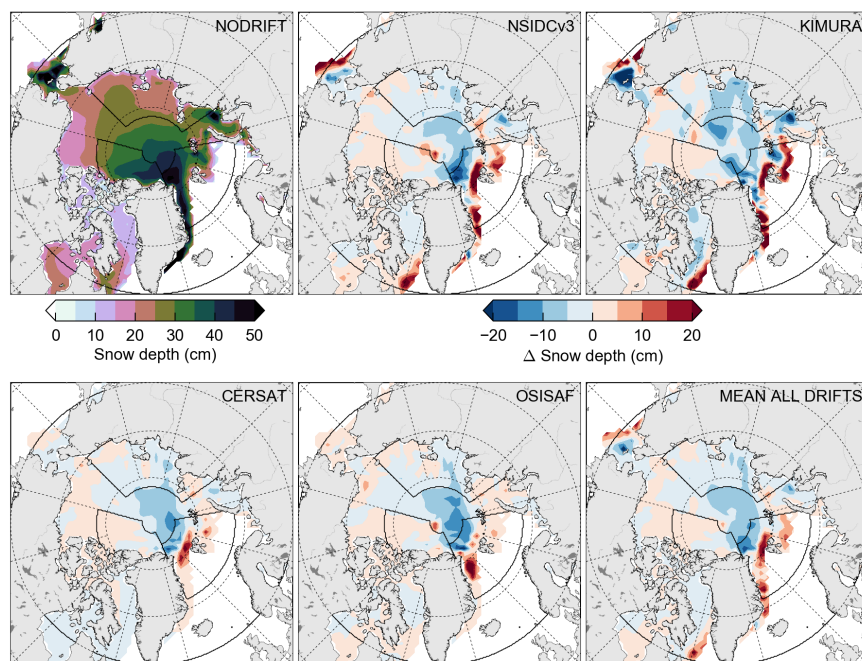 NODRIFT
NSIDCv3
KIMURA
0 10 20 30 40 50
Snow depth (cm)
−20 −10 0 10 20
Δ Snow depth (cm)
CERSAT
OSISAF
MEAN ALL DRIFTS